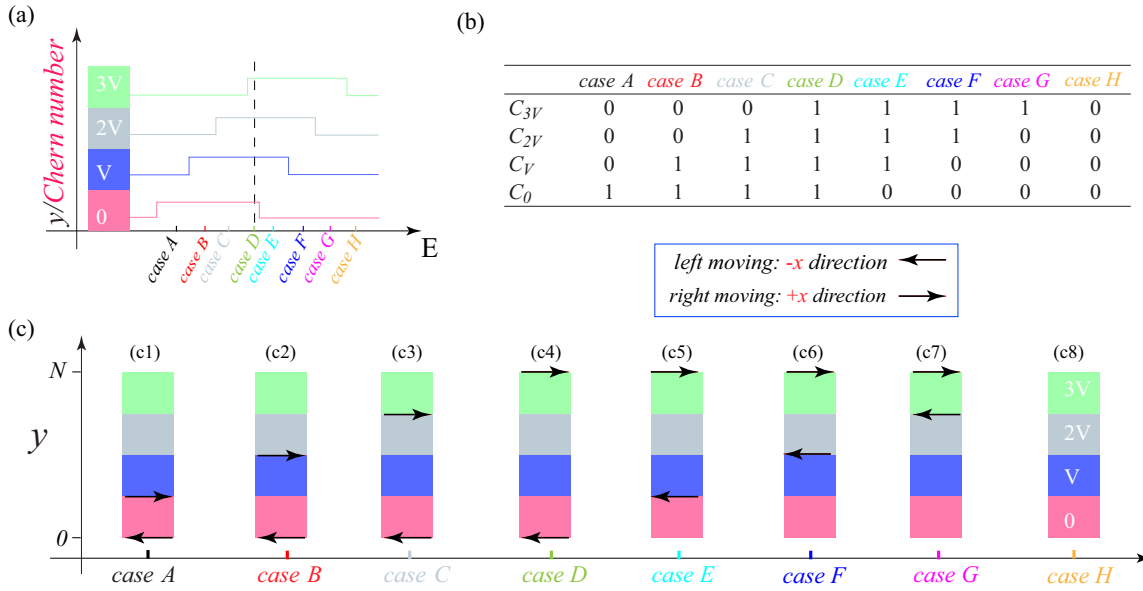 (a)
y/Chern number
3V
2V
V
0
E
case A
case B
case C
case D
case E
case F
case G
case H
(b)
case A case B case C case D case E case F case G case H
C3V 0 0 0 1 1 1 1 0
C2V 0 0 1 1 1 1 0 0
CV 0 1 1 1 1 0 0 0
C0 1 1 1 1 0 0 0 0
left moving: -x direction
right moving: +x direction
(c)
(c1) (c2) (c3) (c4) (c5) (c6) (c7) (c8)
N
y
0
3V
2V
V
0
case A case B case C case D case E case F case G case H